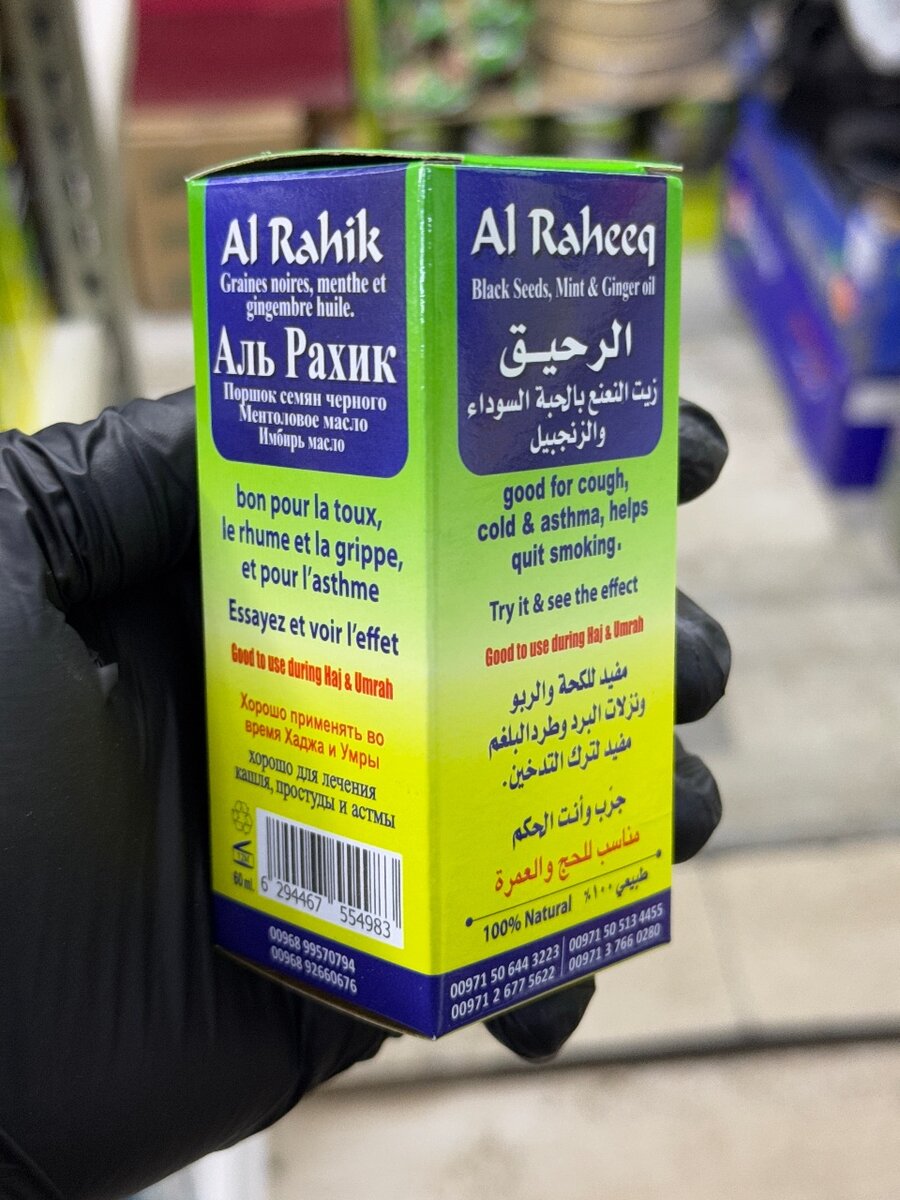 Al Rahik
Graines noires, menthe et
gingembre huile.
Аль Рахик
Поршок семян черного
Ментоловое масло
Имбирь масло
bon pour la toux,
le rhume et la grippe,
et pour l'asthme
Essayez et voir l'effet
Good to use during Haj & Umrah
Хорошо применять во
время Хаджа и Умры
хорошо для лечения
кашля, простуды и астмы
60 ml.
6 294467 554983
00968 99570794
00968 92660676
Al Raheeq
Black Seeds, Mint & Ginger oil
الرحيـق
زيت النعنع بالحبة السوداء
والزنجبيل
good for cough,
cold & asthma, helps
quit smoking.
Try it & see the effect
Good to use during Haj & Umrah
مفيد للكحة والربو
ونزلات البرد وطرد البلغم
مفيد لترك التدخين.
جرّب وأنت الحكم
مناسب للحج والعمرة
100% Natural طبيعي ١٠٠٪
00971 50 644 3223 00971 50 513 4455
00971 2 677 5622 00971 3 766 0280